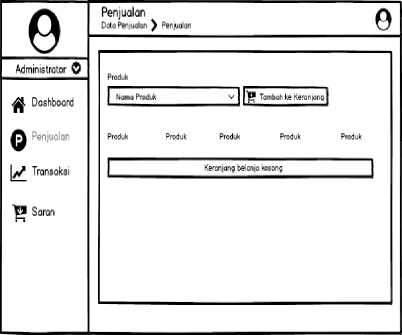 Penjualan
Data Penjualan Penjualan
Administrator
Dashboard
P Penjualan
Transaksi
Saran
Produk
Nama Produk
Tambah ke Keranjang
Produk Produk Produk Produk Produk
Keranjang belanja kosong